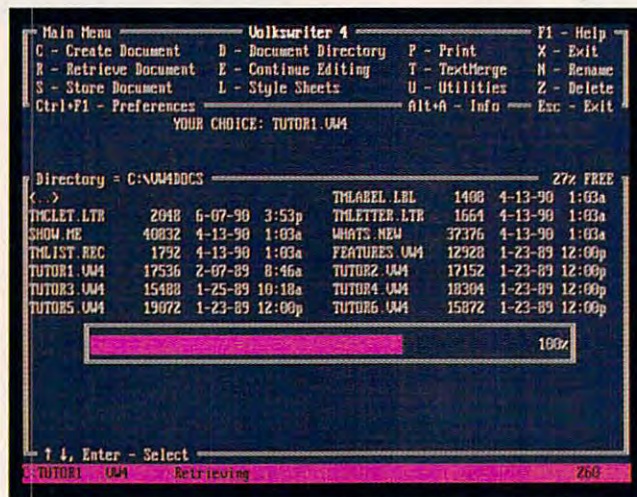 Main Menu Volkswriter 4 F1 - Help
C - Create Document D - Document Directory P - Print X - Exit
R - Retrieve Document E - Continue Editing T - TextMerge N - Rename
S - Store Document L - Style Sheets U - Utilities Z - Delete
Ctrl+F1 - Preferences Alt+A - Info Esc - Exit
YOUR CHOICE: TUTOR1.VW4
Directory = C:\VW4DOCS 27% FREE
<..> TMLABEL.LBL 1408 4-13-90 1:03a
TMCLET.LTR 2048 6-07-90 3:53p TMLETTER.LTR 1664 4-13-90 1:03a
SHOW.ME 40832 4-13-90 1:03a WHATS.NEW 37376 4-13-90 1:03a
TMLIST.REC 1792 4-13-90 1:03a FEATURES.VW4 12928 1-23-89 12:00p
TUTOR1.VW4 17536 2-07-89 8:46a TUTOR2.VW4 17152 1-23-89 12:00p
TUTOR3.VW4 15488 1-25-89 10:18a TUTOR4.VW4 18304 1-23-89 12:00p
TUTOR5.VW4 19072 1-23-89 12:00p TUTOR6.VW4 15872 1-23-89 12:00p
100%
↑ ↓, Enter - Select
TUTOR1 .VW4 Retrieving 260